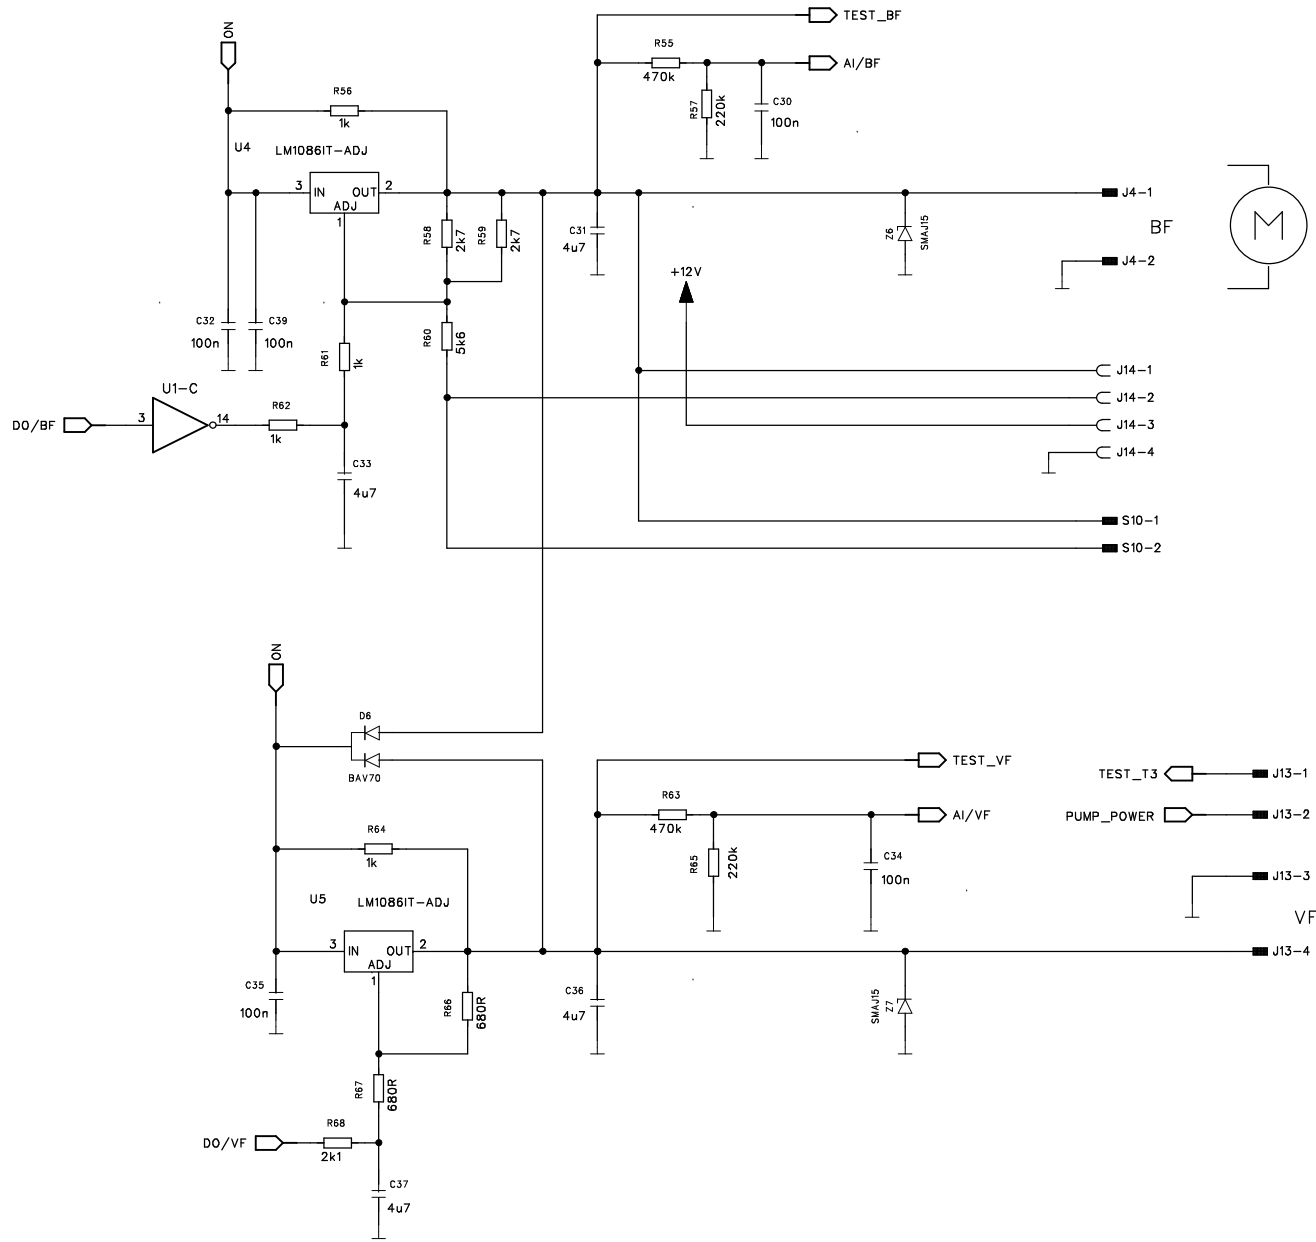 ON
TEST_BF
R55
470k
AI/BF
R57
220k
C30
100n
R56
1k
U4
LM1086IT-ADJ
3
IN
OUT
2
ADJ
1
R58
2k7
R59
2k7
C31
4u7
Z6
SMAJ15
J4-1
BF
M
J4-2
+12V
C32
100n
C39
100n
R61
1k
R60
5k6
J14-1
J14-2
J14-3
J14-4
U1-C
DO/BF
3
14
R62
1k
C33
4u7
S10-1
S10-2
ON
D6
BAV70
TEST_VF
R63
470k
AI/VF
R65
220k
C34
100n
TEST_T3
J13-1
PUMP_POWER
J13-2
J13-3
VF
J13-4
R64
1k
U5
LM1086IT-ADJ
3
IN
OUT
2
ADJ
1
C35
100n
R66
680R
C36
4u7
SMAJ15
Z7
R67
680R
DO/VF
R68
2k1
C37
4u7